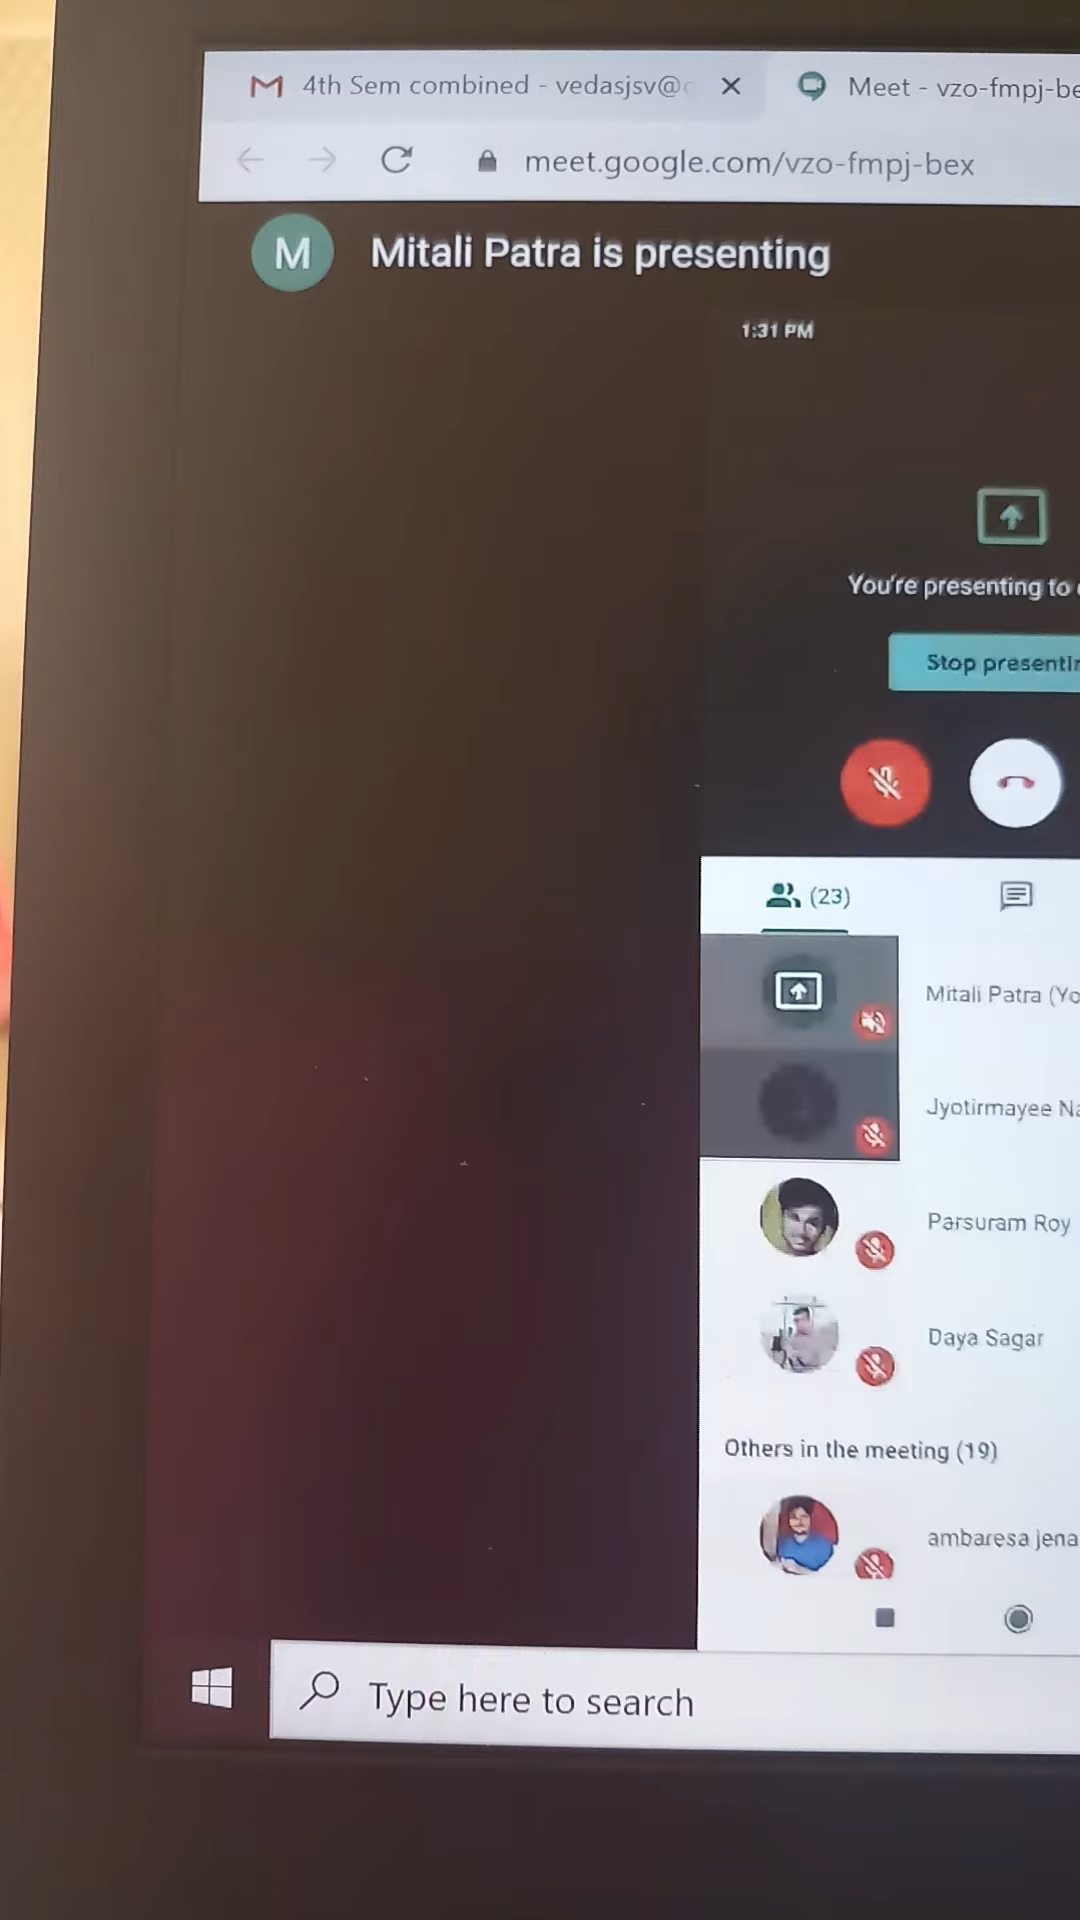 4th Sem combined - vedasjsv@
Meet - vzo-fmpj-be
meet.google.com/vzo-fmpj-bex
M Mitali Patra is presenting
1:31 PM
You're presenting to
Stop presentin
(23)
Mitali Patra (Yo
Jyotirmayee Na
Parsuram Roy
Daya Sagar
Others in the meeting (19)
ambaresa jena
Type here to search